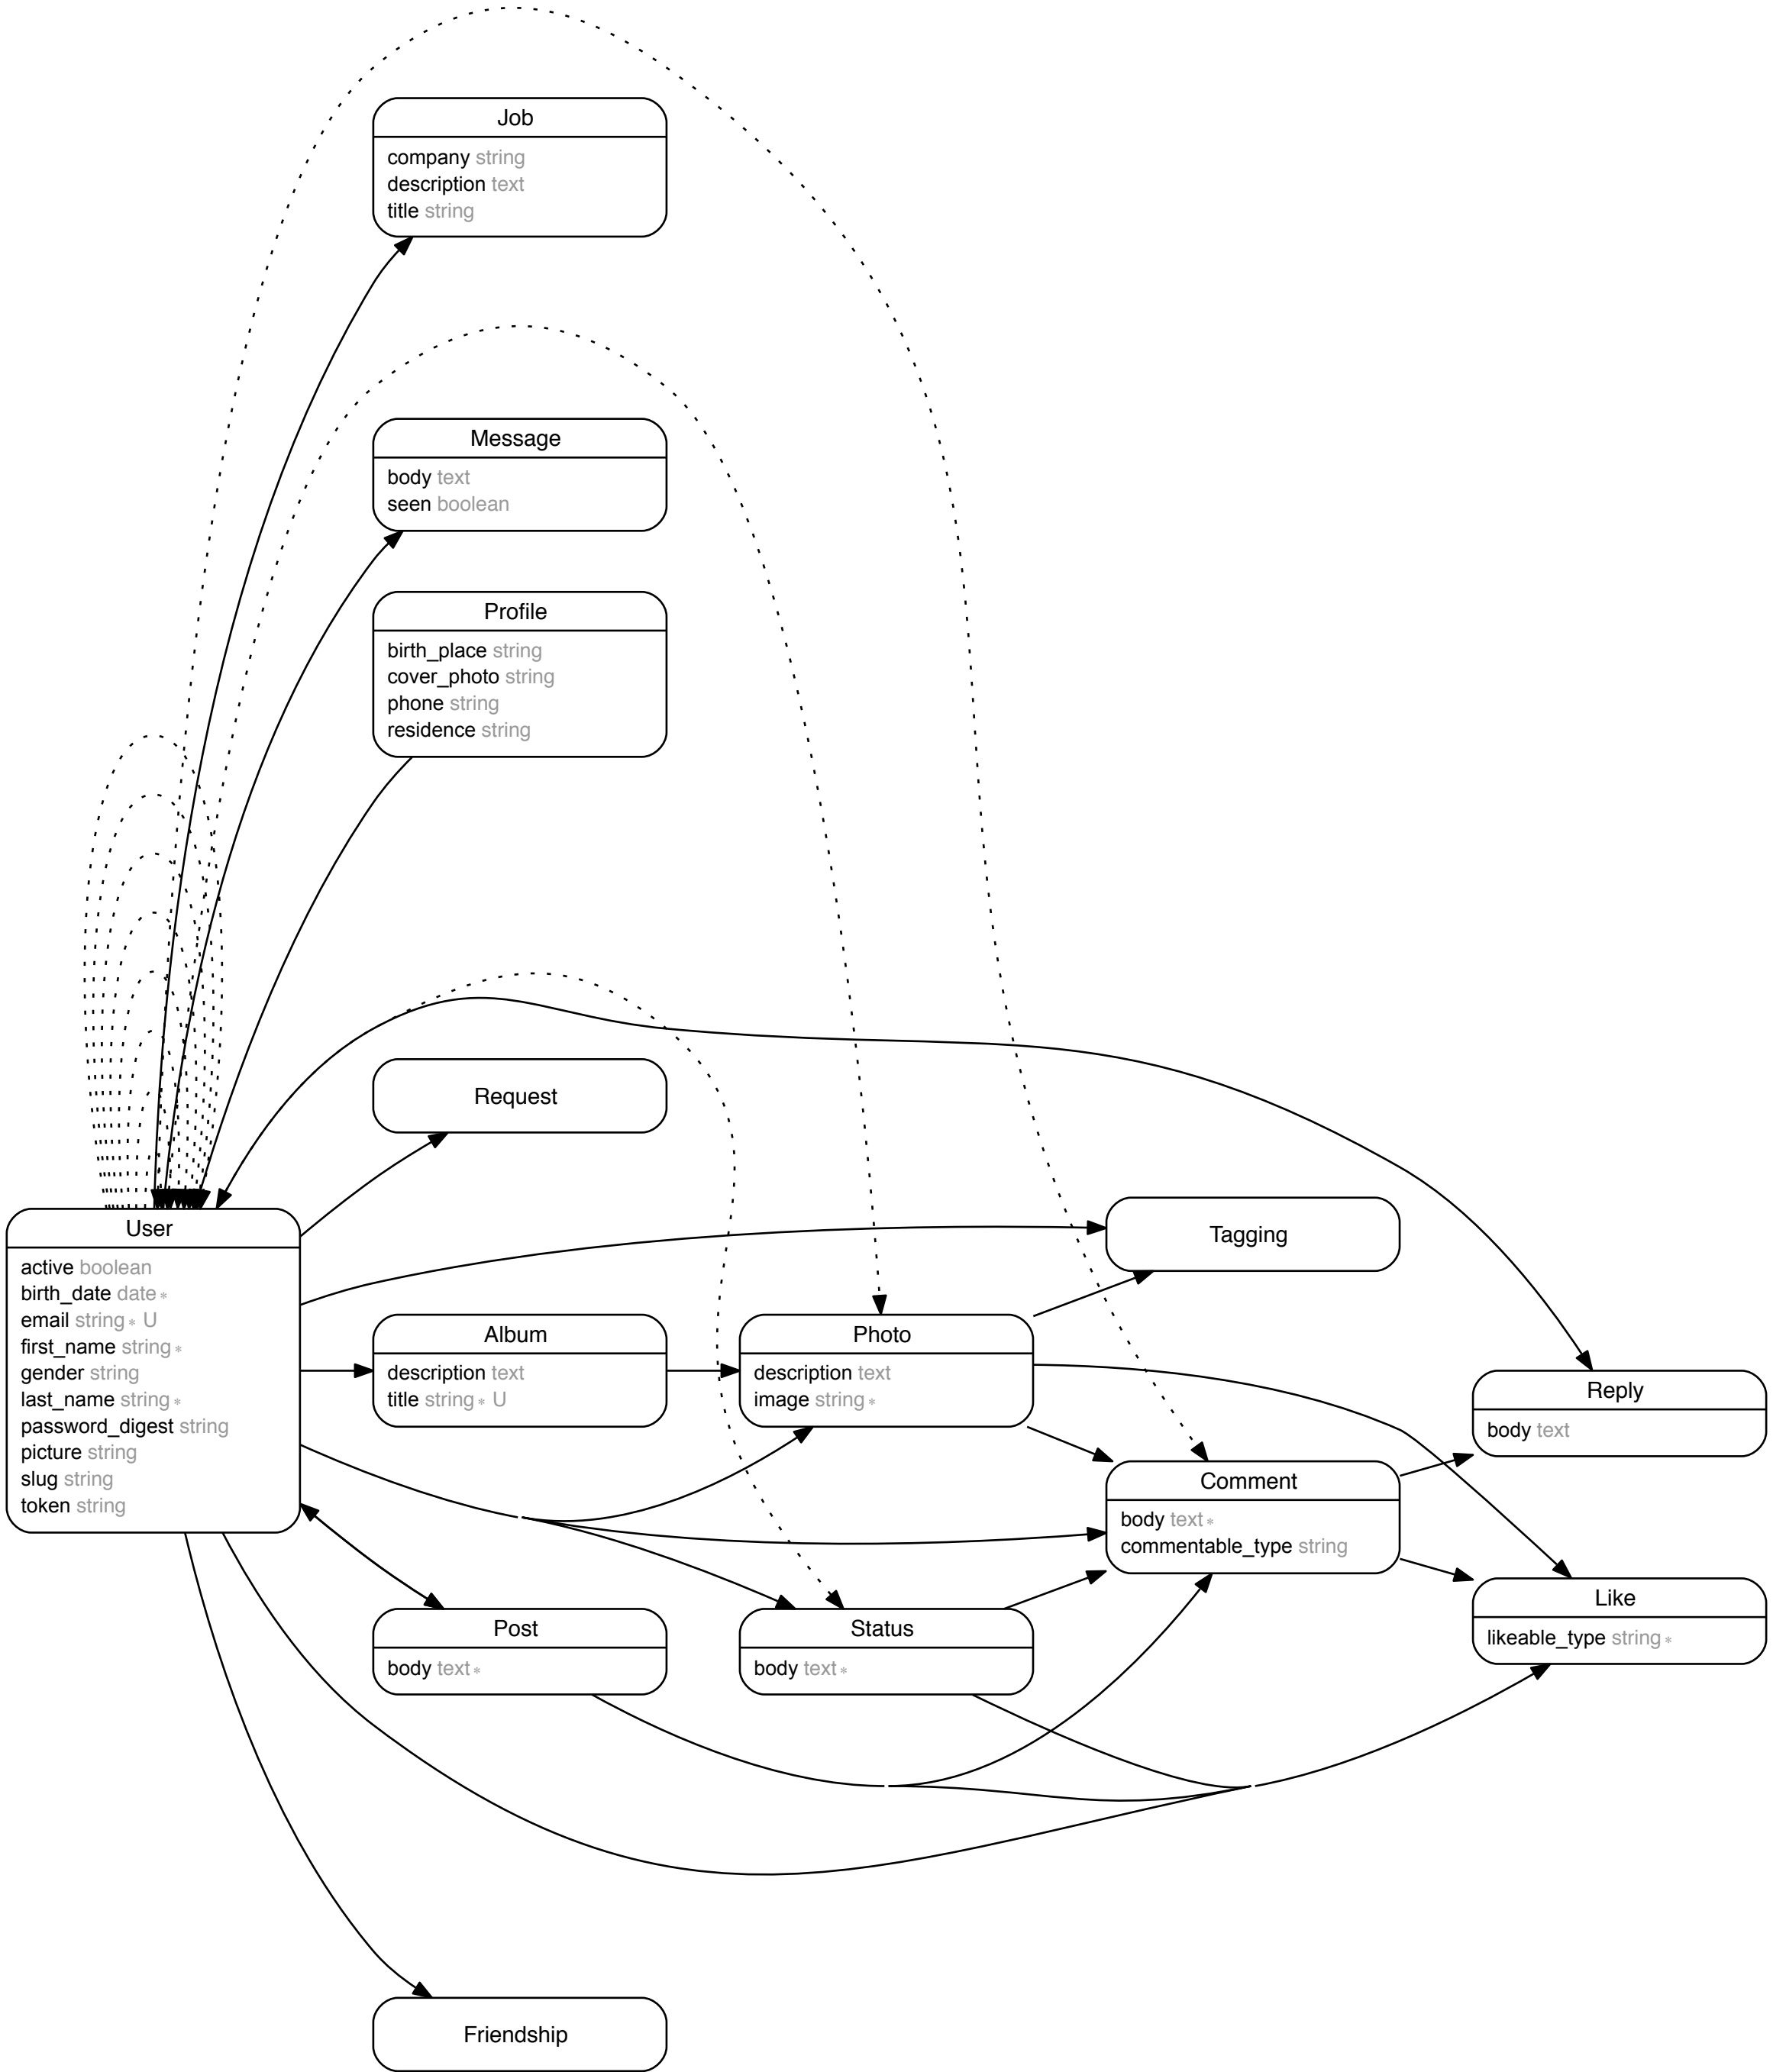 Job
company string
description text
title string
Message
body text
seen boolean
Profile
birth_place string
cover_photo string
phone string
residence string
Request
User
active boolean
birth_date date *
email string * U
first_name string *
gender string
last_name string *
password_digest string
picture string
slug string
token string
Tagging
Album
description text
title string * U
Photo
description text
image string *
Reply
body text
Comment
body text *
commentable_type string
Like
likeable_type string *
Post
body text *
Status
body text *
Friendship